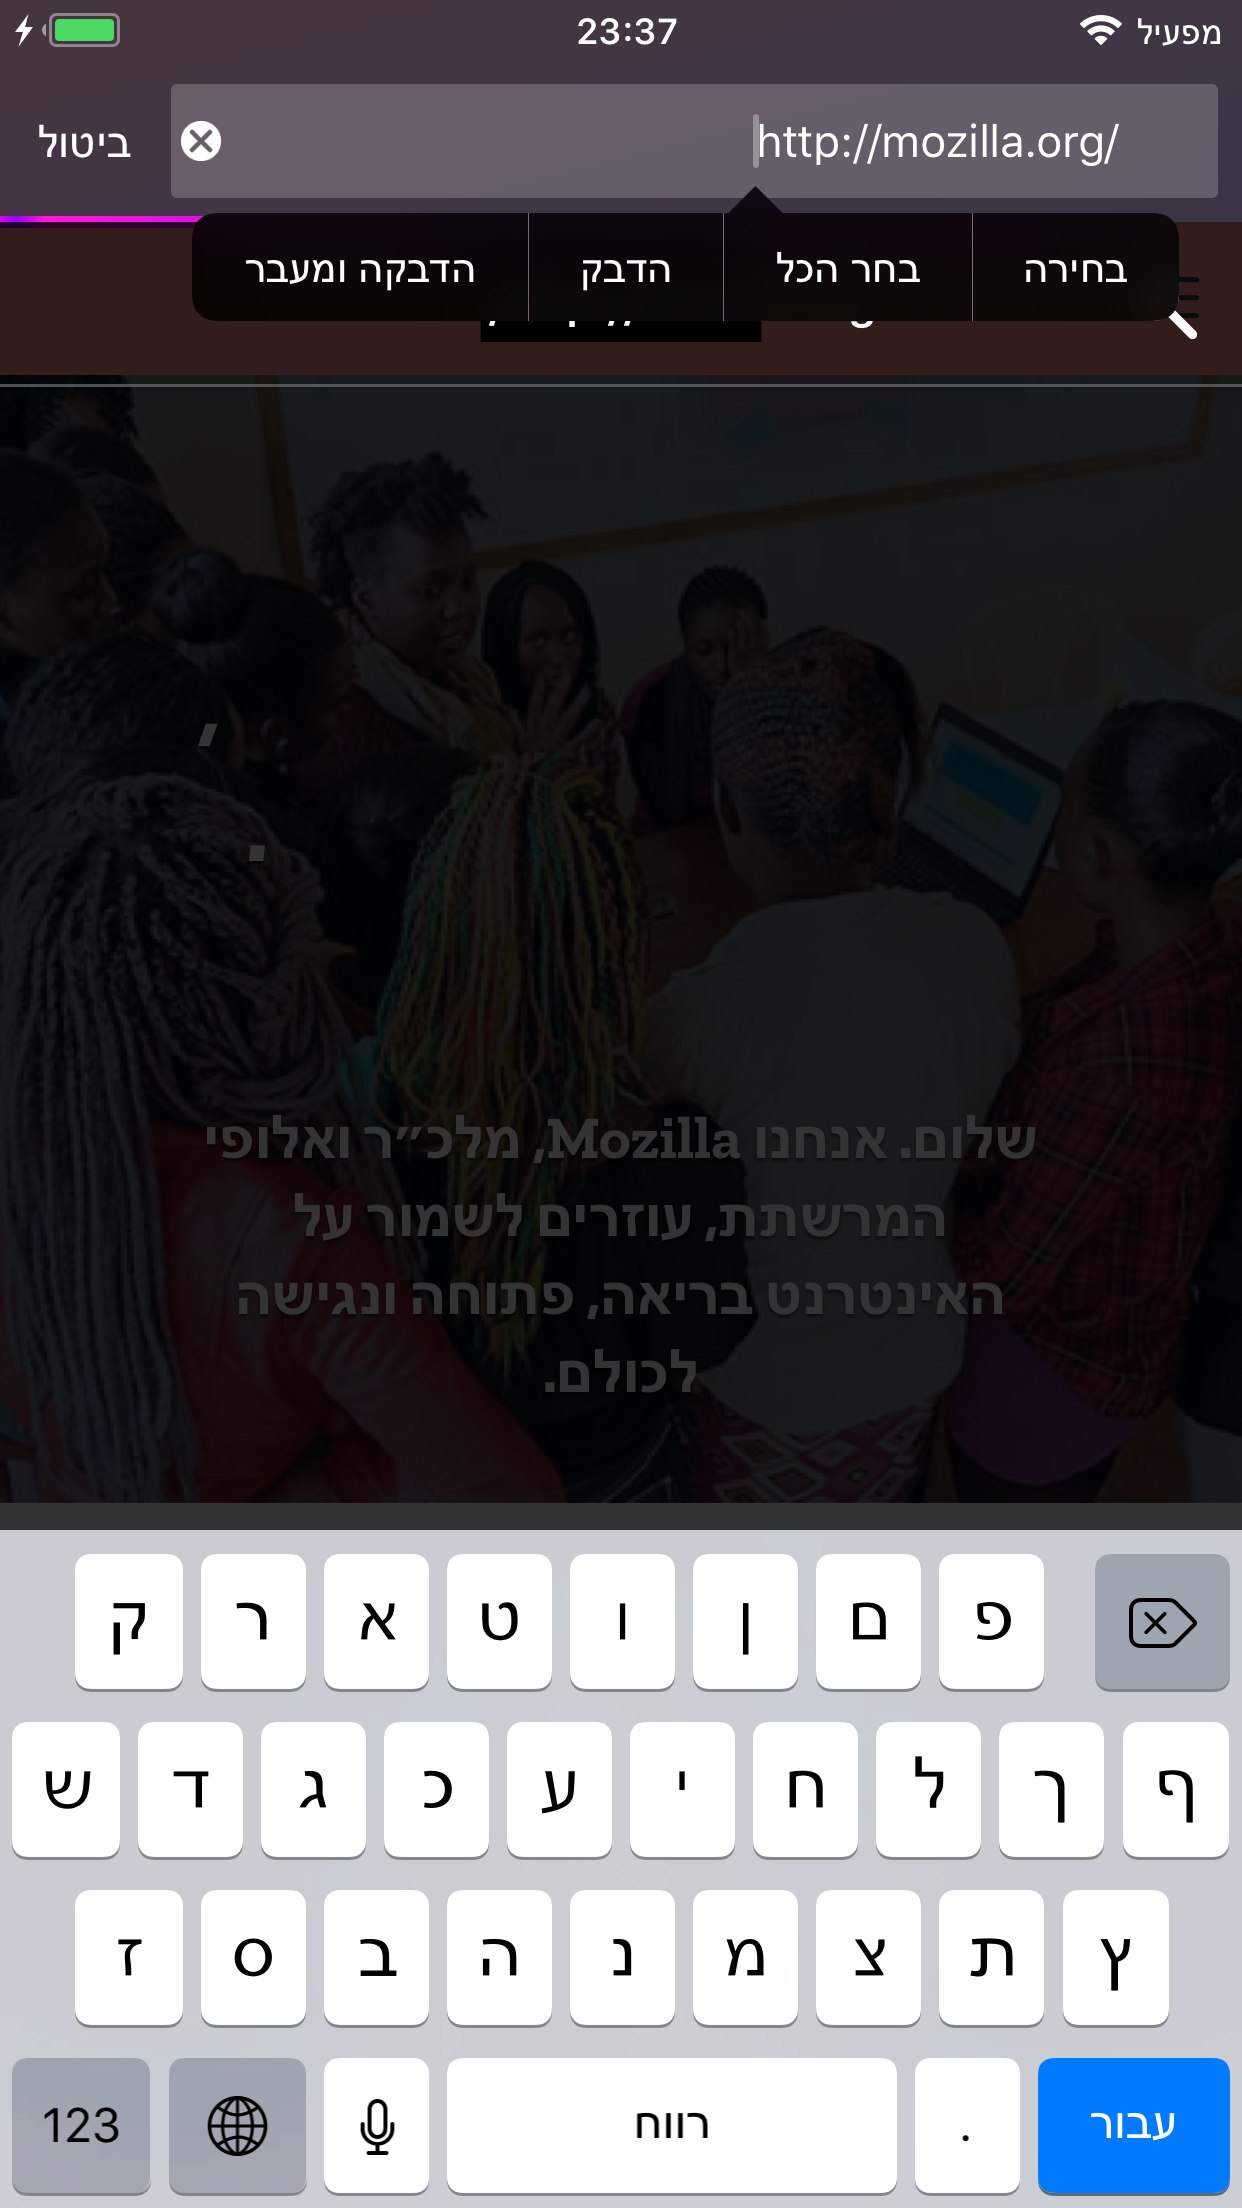 מפעיל 23:37
http://mozilla.org/ ביטול
בחירה בחר הכל הדבק הדבקה ומעבר
שלום. אנחנו Mozilla, מלכ״ר ואלופי
המרשתת, עוזרים לשמור על
האינטרנט בריאה, פתוחה ונגישה
לכולם.
ק ר א ט ו ן ם פ
ש ד ג כ ע י ח ל ך ף
ז ס ב ה נ מ צ ת ץ
123 רווח . עבור